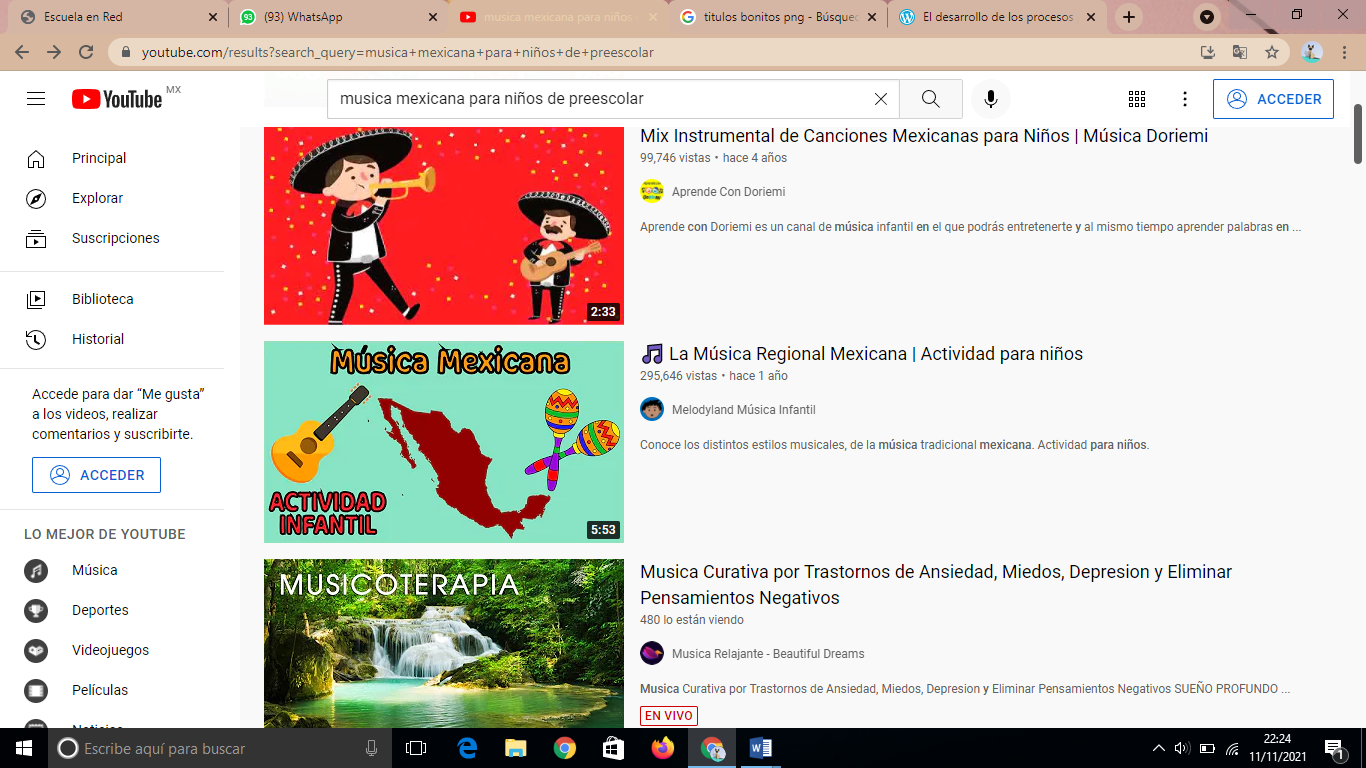 Escuela en Red
(93) WhatsApp
musica mexicana para niños
titulos bonitos png - Búsque
El desarrollo de los procesos
youtube.com/results?search_query=musica+mexicana+para+niños+de+preescolar
YouTube MX
musica mexicana para niños de preescolar
ACCEDER
Principal
Explorar
Suscripciones
Biblioteca
Historial
Accede para dar “Me gusta”
a los videos, realizar
comentarios y suscribirte.
ACCEDER
LO MEJOR DE YOUTUBE
Música
Deportes
Videojuegos
Películas
Noticias
2:33
Mix Instrumental de Canciones Mexicanas para Niños | Música Doriemi
99,746 vistas • hace 4 años
Aprende Con Doriemi
Aprende con Doriemi es un canal de música infantil en el que podrás entretenerte y al mismo tiempo aprender palabras en ...
Música Mexicana
ACTIVIDAD
INFANTIL
5:53
🎵 La Música Regional Mexicana | Actividad para niños
295,646 vistas • hace 1 año
Melodyland Música Infantil
Conoce los distintos estilos musicales, de la música tradicional mexicana. Actividad para niños.
MUSICOTERAPIA
Musica Curativa por Trastornos de Ansiedad, Miedos, Depresion y Eliminar
Pensamientos Negativos
480 lo están viendo
Musica Relajante - Beautiful Dreams
Musica Curativa por Trastornos de Ansiedad, Miedos, Depresion y Eliminar Pensamientos Negativos SUEÑO PROFUNDO ...
EN VIVO
Escribe aquí para buscar
22:24
11/11/2021
1